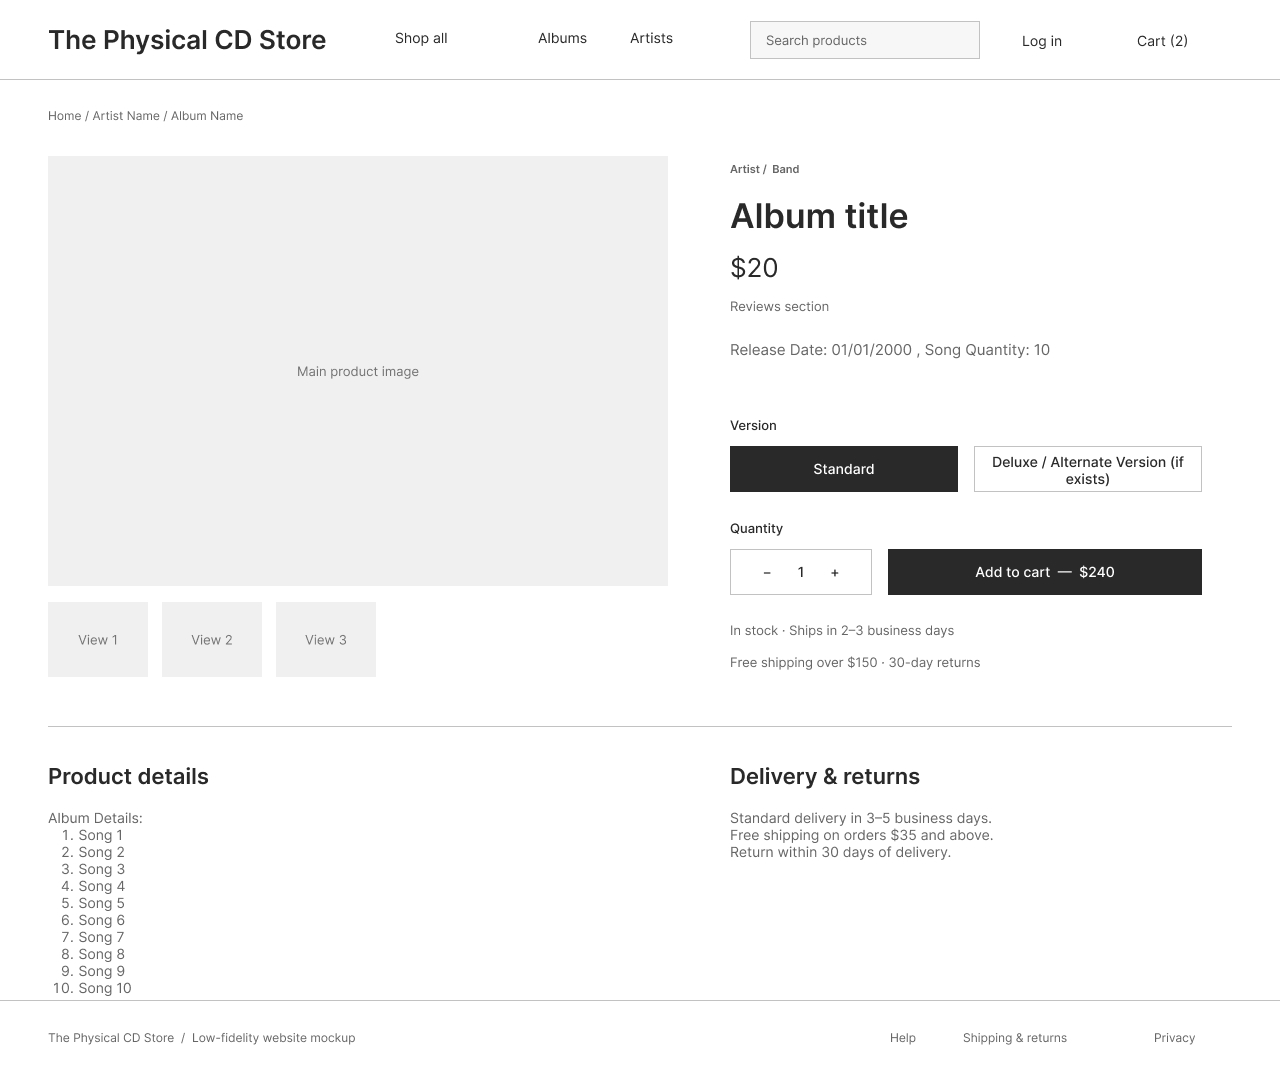 The Physical CD Store
Shop all
Albums
Artists
Search products
Log in
Cart (2)
Home / Artist Name / Album Name
Main product image
View 1
View 2
View 3
Artist / Band
Album title
$20
Reviews section
Release Date: 01/01/2000 , Song Quantity: 10
Version
Standard
Deluxe / Alternate Version (if
exists)
Quantity
– 1 +
Add to cart — $240
In stock · Ships in 2–3 business days
Free shipping over $150 · 30-day returns
Product details
Album Details:
1. Song 1
2. Song 2
3. Song 3
4. Song 4
5. Song 5
6. Song 6
7. Song 7
8. Song 8
9. Song 9
10. Song 10
Delivery & returns
Standard delivery in 3–5 business days.
Free shipping on orders $35 and above.
Return within 30 days of delivery.
The Physical CD Store / Low-fidelity website mockup
Help
Shipping & returns
Privacy